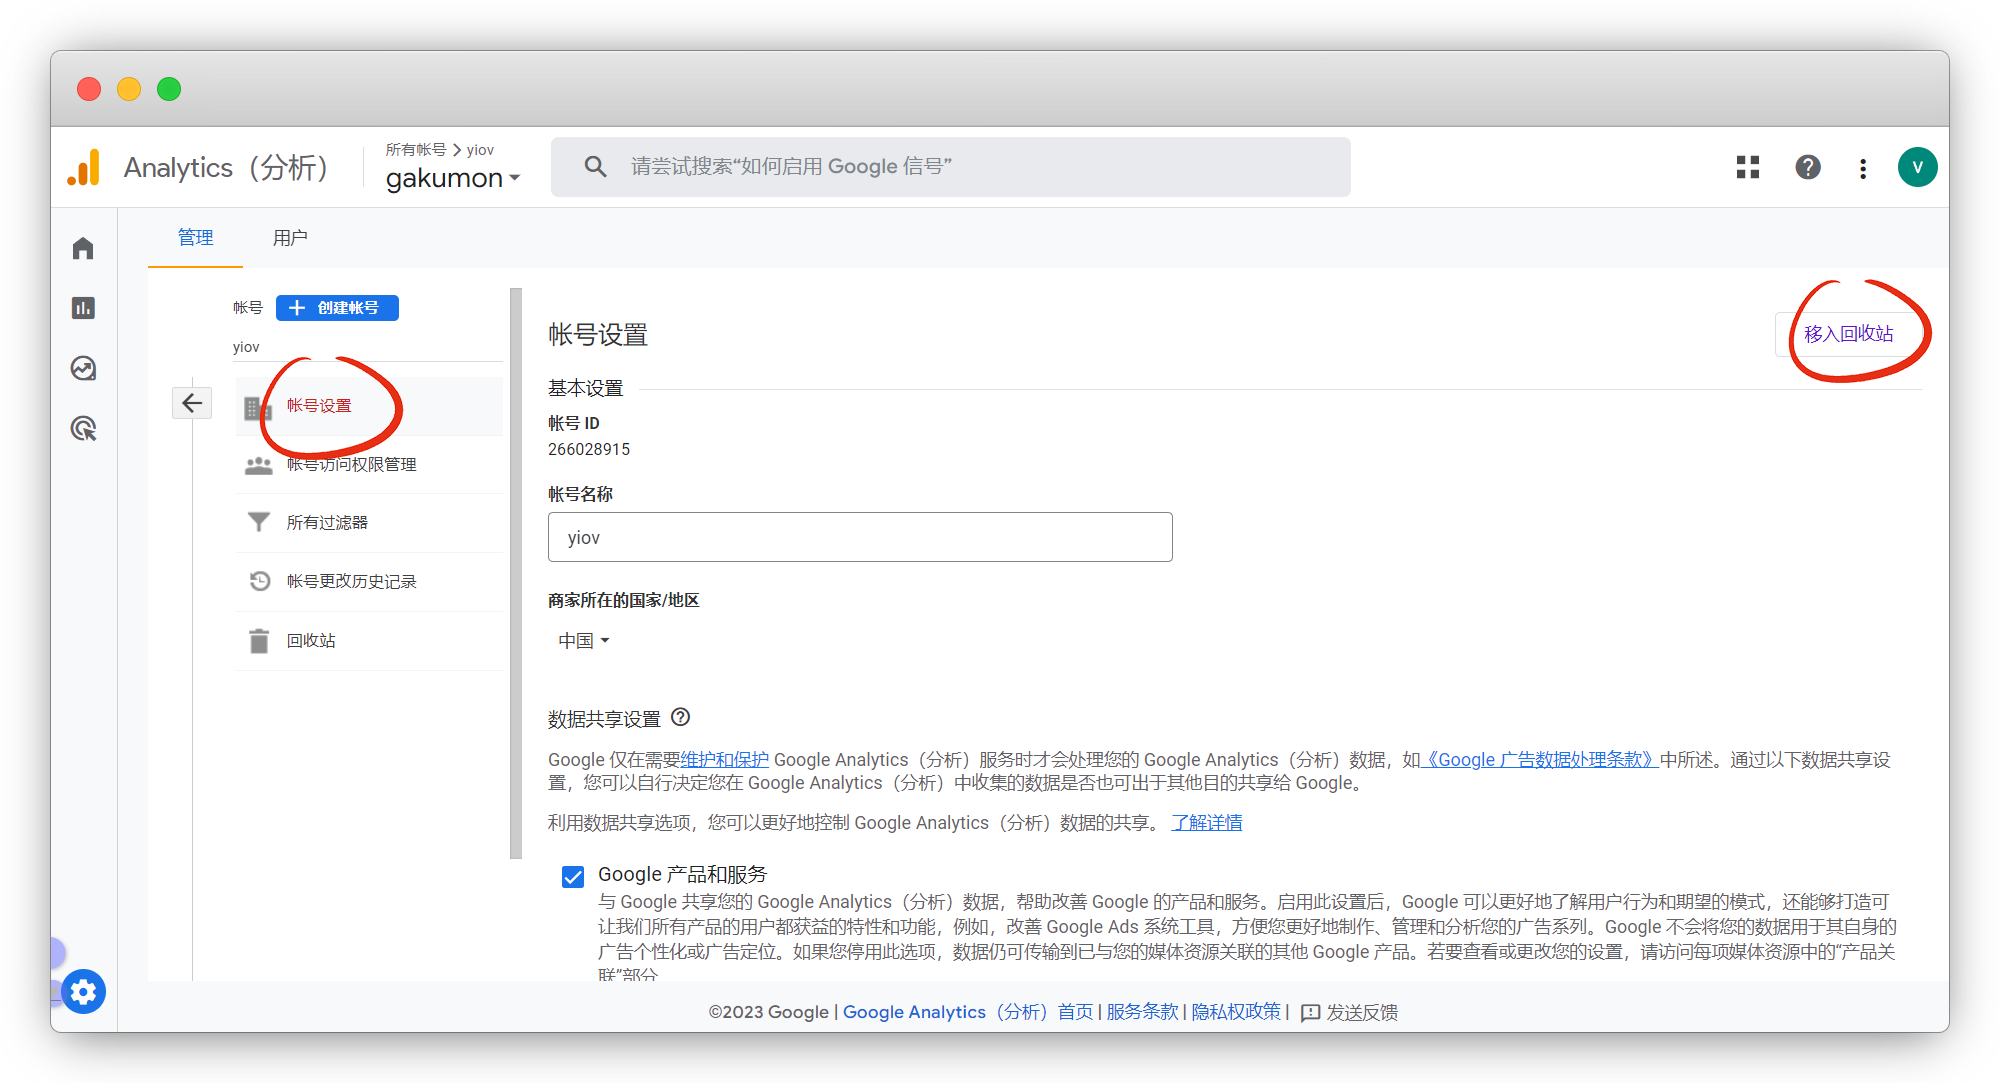 Analytics（分析）
所有帐号 > yiov
gakumon
请尝试搜索“如何启用 Google 信号”
V
管理
用户
帐号
创建帐号
yiov
帐号设置
帐号访问权限管理
所有过滤器
帐号更改历史记录
回收站
帐号设置
移入回收站
基本设置
帐号 ID
266028915
帐号名称
yiov
商家所在的国家/地区
中国
数据共享设置
Google 仅在需要维护和保护 Google Analytics（分析）服务时才会处理您的 Google Analytics（分析）数据，如《Google 广告数据处理条款》中所述。通过以下数据共享设
置，您可以自行决定您在 Google Analytics（分析）中收集的数据是否也可出于其他目的共享给 Google。
利用数据共享选项，您可以更好地控制 Google Analytics（分析）数据的共享。 了解详情
Google 产品和服务
与 Google 共享您的 Google Analytics（分析）数据，帮助改善 Google 的产品和服务。启用此设置后，Google 可以更好地了解用户行为和期望的模式，还能够打造可
让我们所有产品的用户都获益的特性和功能，例如，改善 Google Ads 系统工具，方便您更好地制作、管理和分析您的广告系列。Google 不会将您的数据用于其自身的
广告个性化或广告定位。如果您停用此选项，数据仍可传输到已与您的媒体资源关联的其他 Google 产品。若要查看或更改您的设置，请访问每项媒体资源中的“产品关
联”部分
©2023 Google | Google Analytics（分析）首页 | 服务条款 | 隐私权政策 | 发送反馈